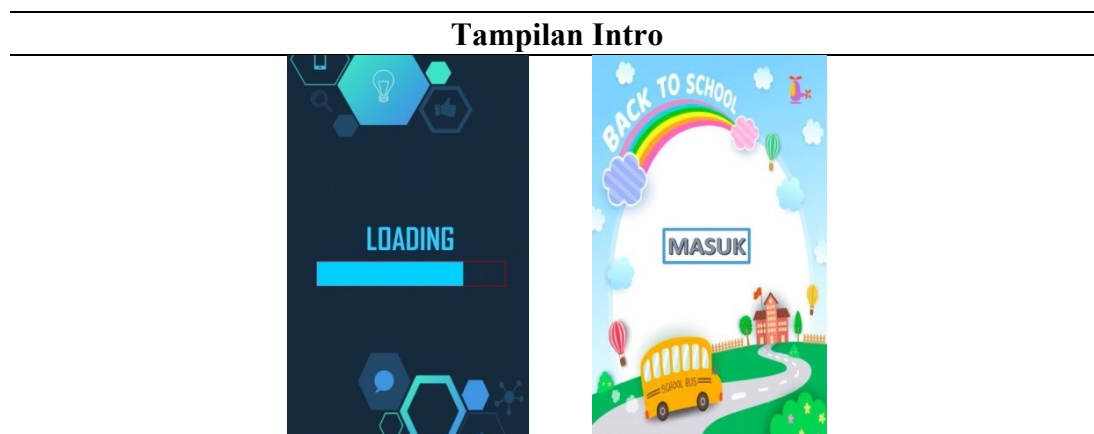 Tampilan Intro
LOADING
BACK TO SCHOOL
MASUK
SCHOOL BUS